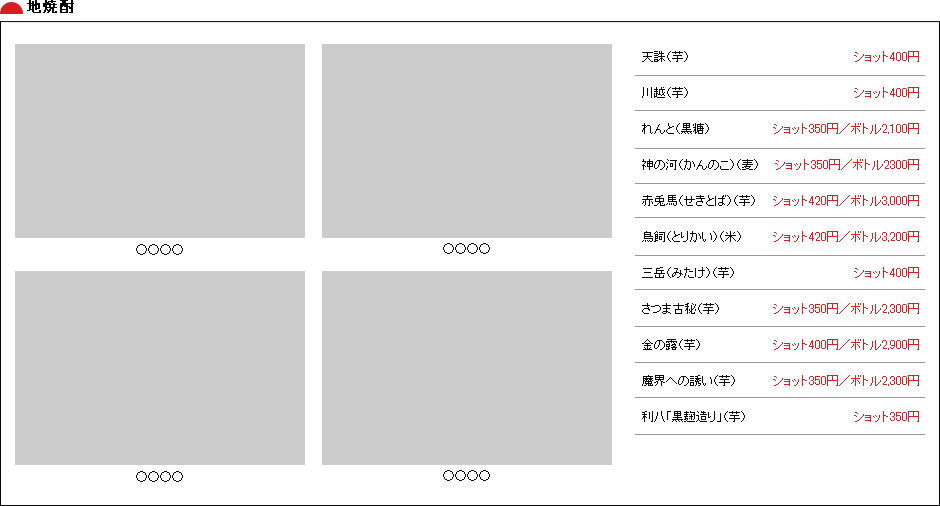 地焼酎
○○○○
○○○○
○○○○
○○○○
天誅（芋） ショット400円
川越（芋） ショット400円
れんと（黒糖） ショット350円／ボトル2,100円
神の河（かんのこ）（麦） ショット350円／ボトル2300円
赤兎馬（せきとば）（芋） ショット420円／ボトル3,000円
鳥飼（とりかい）（米） ショット420円／ボトル3,200円
三岳（みたけ）（芋） ショット400円
さつま古秘（芋） ショット350円／ボトル2,300円
金の露（芋） ショット400円／ボトル2,900円
魔界への誘い（芋） ショット350円／ボトル2,300円
利八「黒麹造り」（芋） ショット350円